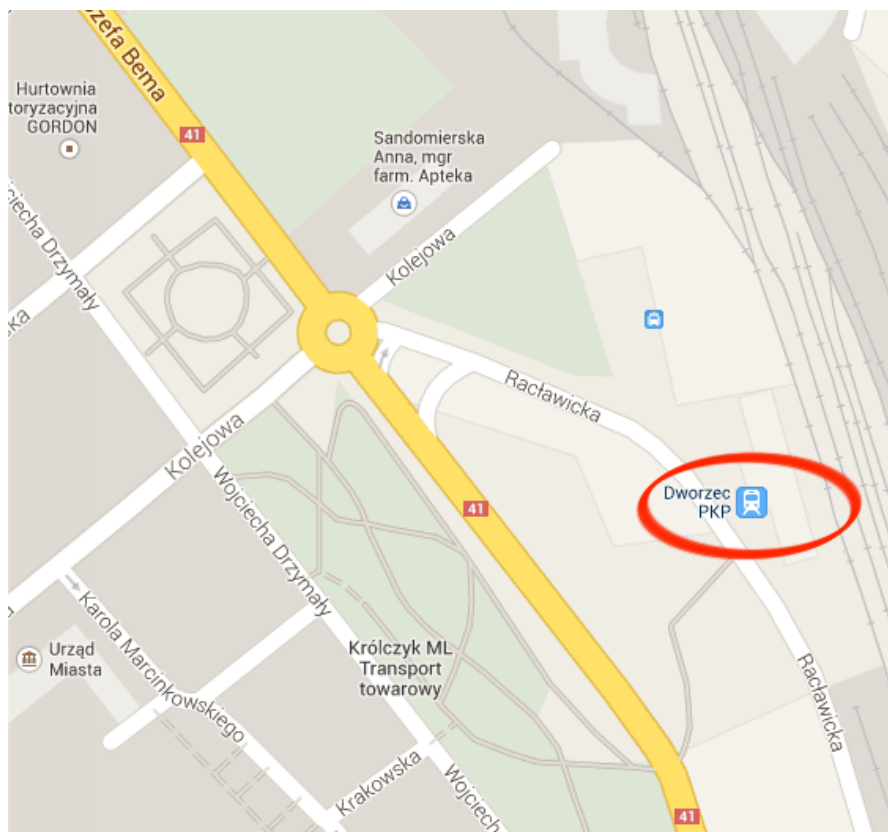 zefa Bema
Hurtownia
toryzacyjna
GORDON
41
Sandomierska
Anna, mgr
farm. Apteka
jciecha Drzymały
Kolejowa
ska
Racławicka
Kolejowa
Dworzec
PKP
41
Wojciecha Drzymały
Karola Marcinkowskiego
Urząd
Miasta
Królczyk ML
Transport
towarowy
Racławicka
Krakowska
Wojciech
41